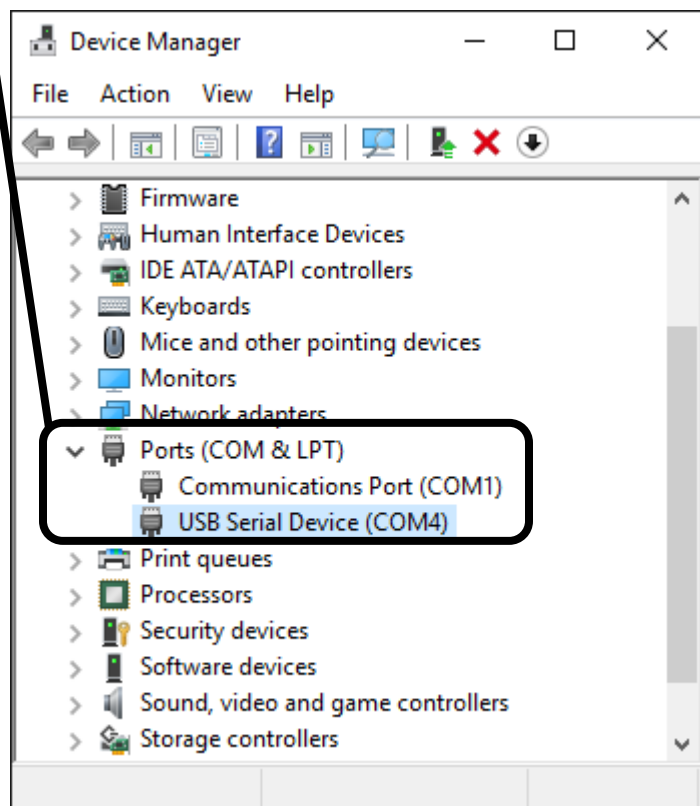 Device Manager
File Action View Help
Firmware
Human Interface Devices
IDE ATA/ATAPI controllers
Keyboards
Mice and other pointing devices
Monitors
Network adapters
Ports (COM & LPT)
Communications Port (COM1)
USB Serial Device (COM4)
Print queues
Processors
Security devices
Software devices
Sound, video and game controllers
Storage controllers